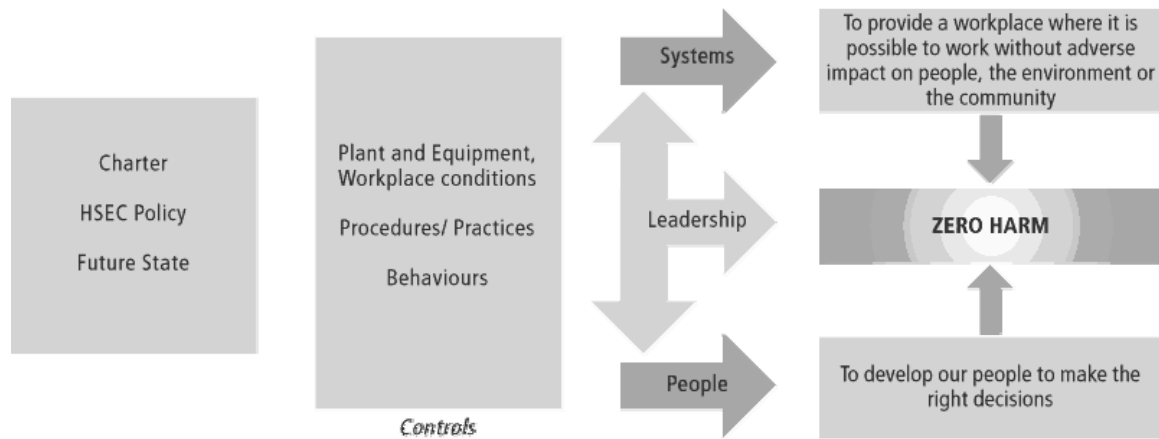 Charter
HSEC Policy
Future State
Plant and Equipment,
Workplace conditions
Procedures/ Practices
Behaviours
Controls
Systems
Leadership
People
To provide a workplace where it is
possible to work without adverse
impact on people, the environment or
the community
ZERO HARM
To develop our people to make the
right decisions